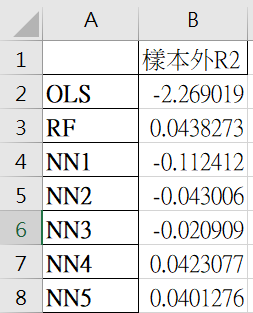 A B
1 樣本外R2
2 OLS -2.269019
3 RF 0.0438273
4 NN1 -0.112412
5 NN2 -0.043006
6 NN3 -0.020909
7 NN4 0.0423077
8 NN5 0.0401276